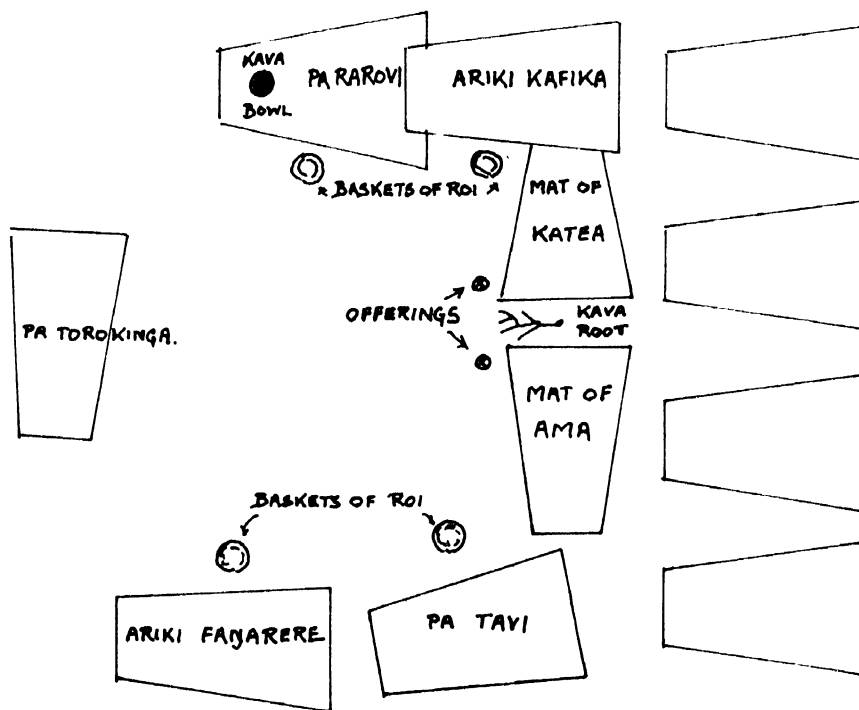 KAVA
BOWL
PA RAROVI
ARIKI KAFIKA
BASKETS OF ROI
MAT OF
KATEA
OFFERINGS
KAVA
ROOT
PA TOROKINGA.
MAT OF
AMA
BASKETS OF ROI
ARIKI FAŊARERE
PA TAVI